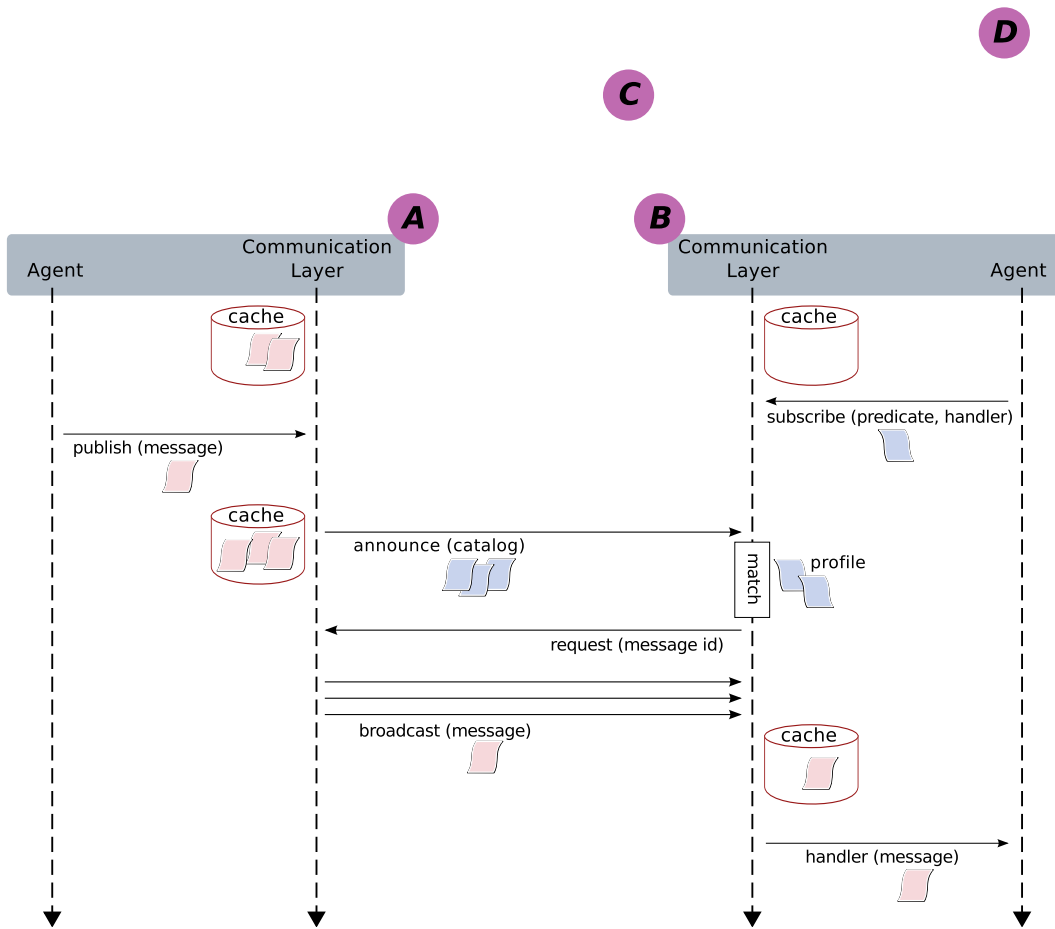 D
C
A
B
Communication
Layer
Agent
Communication
Layer
Agent
cache
cache
subscribe (predicate, handler)
publish (message)
cache
announce (catalog)
match
profile
request (message id)
broadcast (message)
cache
handler (message)